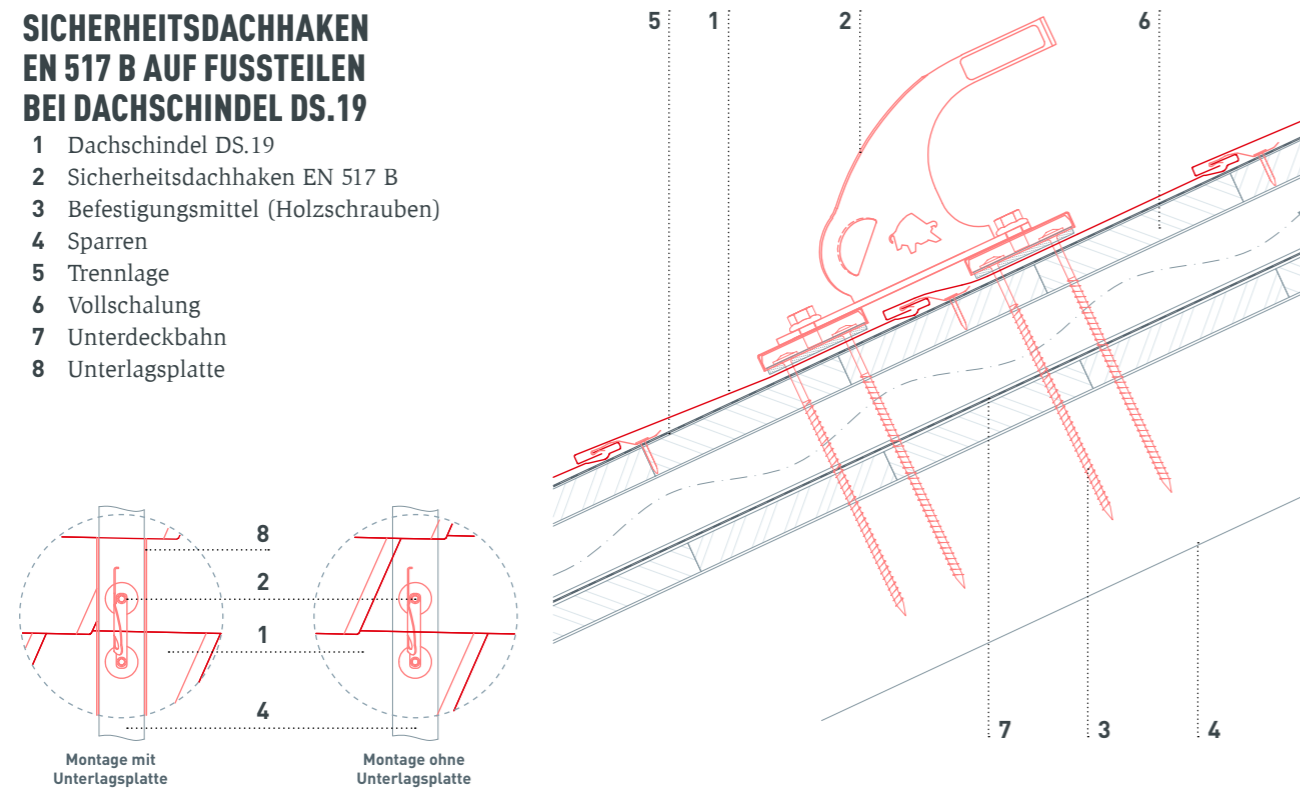 SICHERHEITSDACHHAKEN
EN 517 B AUF FUSSTEILEN
BEI DACHSCHINDEL DS.19
1 Dachschindel DS.19
2 Sicherheitsdachhaken EN 517 B
3 Befestigungsmittel (Holzschrauben)
4 Sparren
5 Trennlage
6 Vollschalung
7 Unterdeckbahn
8 Unterlagsplatte
5 1 2 6
8
2
1
4
7 3 4
Montage mit
Unterlagsplatte
Montage ohne
Unterlagsplatte